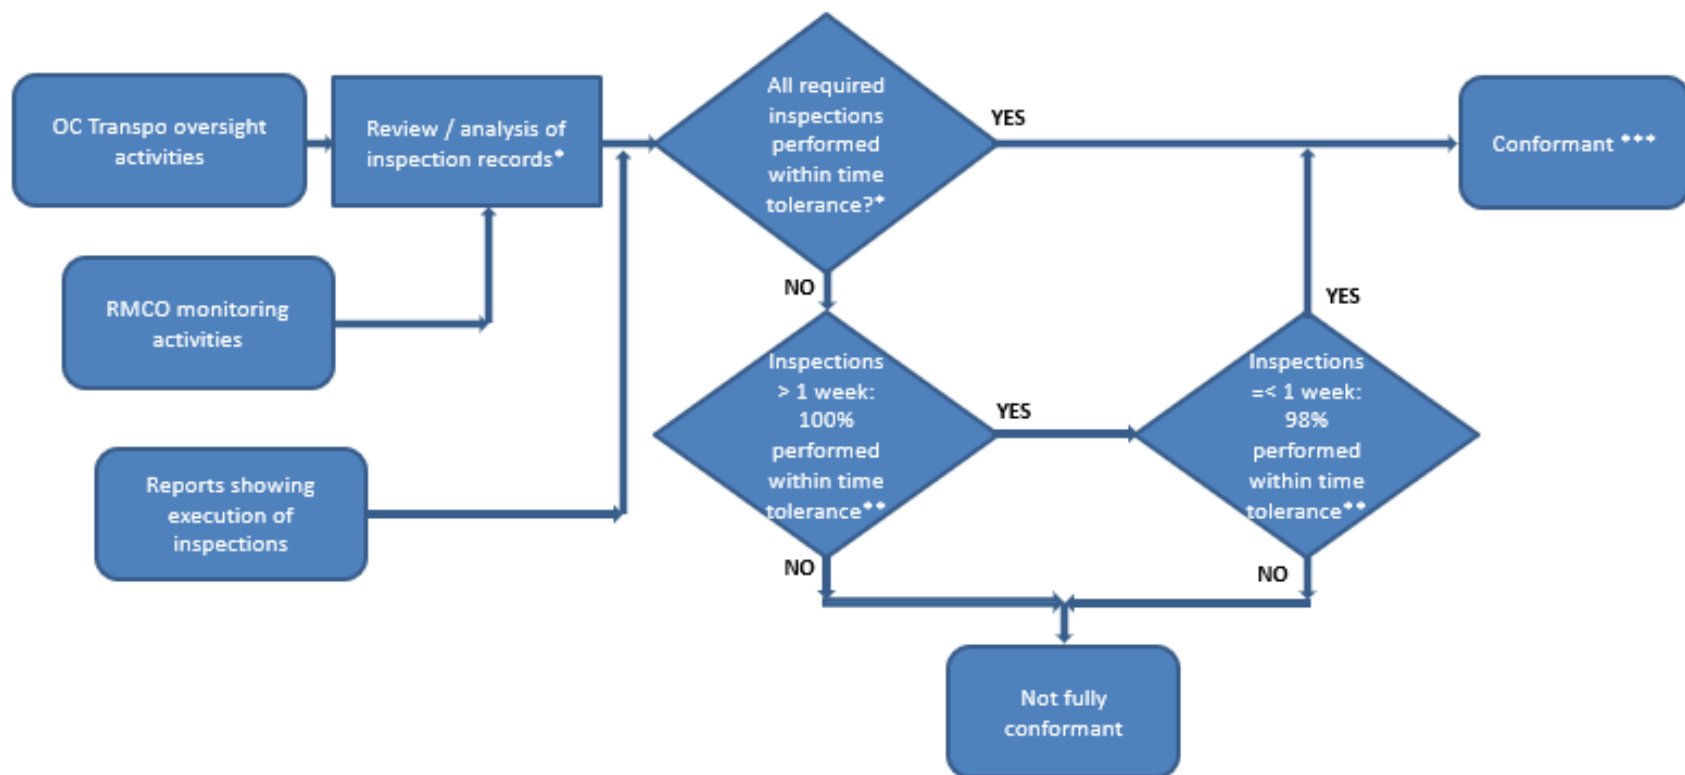 OC Transpo oversight
activities
Review / analysis of
inspection records*
All required
inspections
performed
within time
tolerance?*
YES
Conformant ***
RMCO monitoring
activities
NO
YES
Reports showing
execution of
inspections
Inspections
> 1 week:
100%
performed
within time
tolerance**
YES
Inspections
=< 1 week:
98%
performed
within time
tolerance**
NO
NO
Not fully
conformant